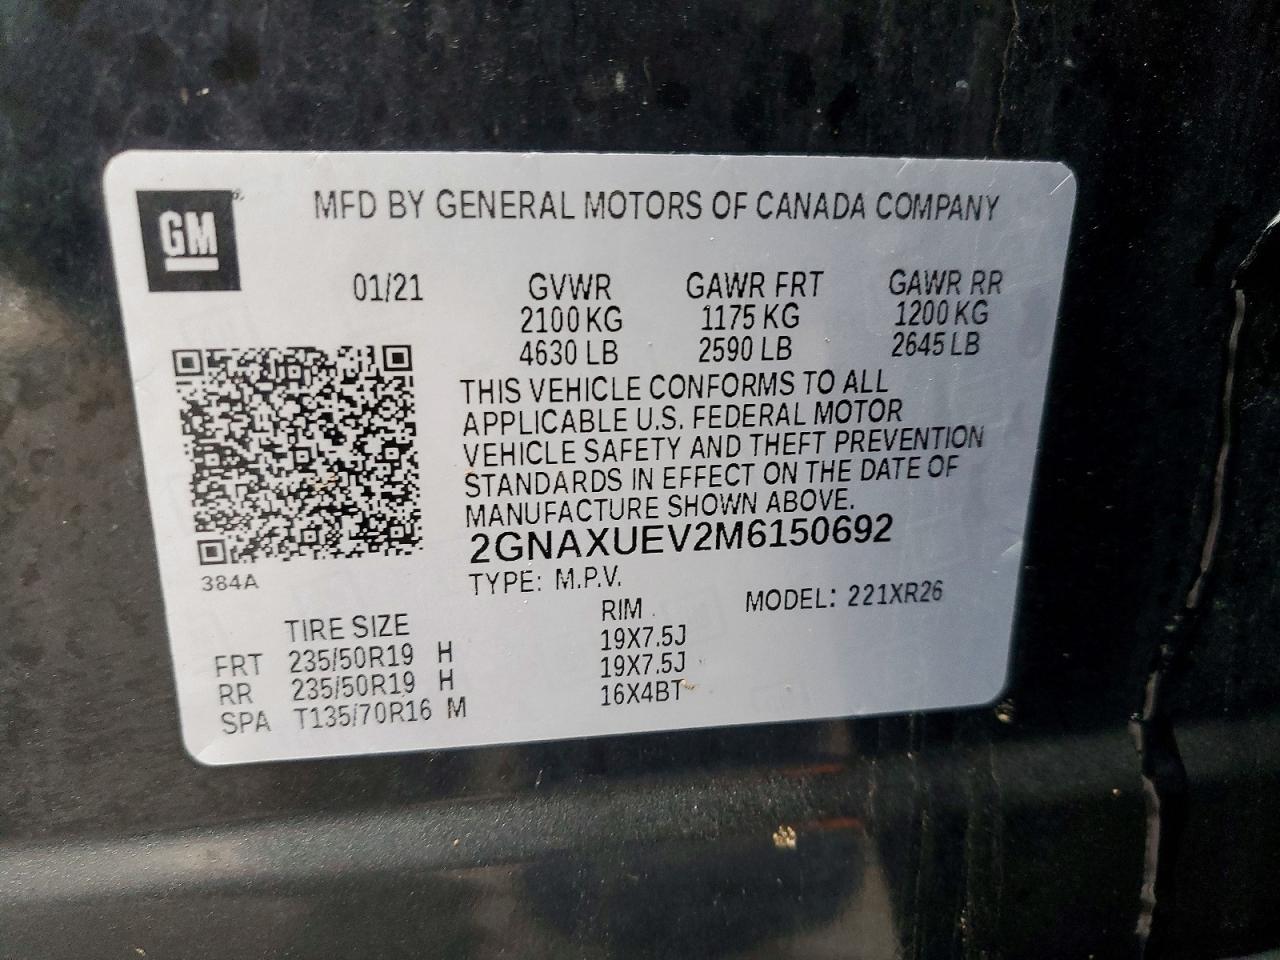 GM
MFD BY GENERAL MOTORS OF CANADA COMPANY
01/21 GVWR GAWR FRT GAWR RR
2100 KG 1175 KG 1200 KG
4630 LB 2590 LB 2645 LB
THIS VEHICLE CONFORMS TO ALL
APPLICABLE U.S. FEDERAL MOTOR
VEHICLE SAFETY AND THEFT PREVENTION
STANDARDS IN EFFECT ON THE DATE OF
MANUFACTURE SHOWN ABOVE.
2GNAXUEV2M6150692
384A TYPE: M.P.V. MODEL: 221XR26
TIRE SIZE RIM
FRT 235/50R19 H 19X7.5J
RR 235/50R19 H 19X7.5J
SPA T135/70R16 M 16X4BT